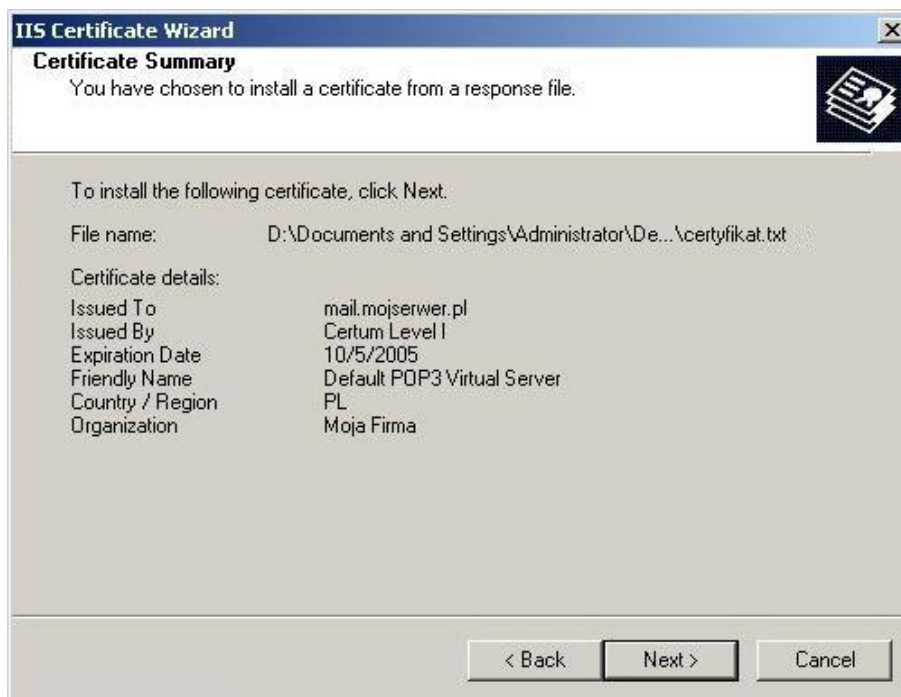 IIS Certificate Wizard
Certificate Summary
You have chosen to install a certificate from a response file.
To install the following certificate, click Next.
File name: D:\Documents and Settings\Administrator\De...\certyfikat.txt
Certificate details:
Issued To mail.mojserwer.pl
Issued By Certum Level I
Expiration Date 10/5/2005
Friendly Name Default POP3 Virtual Server
Country / Region PL
Organization Moja Firma
< Back Next > Cancel